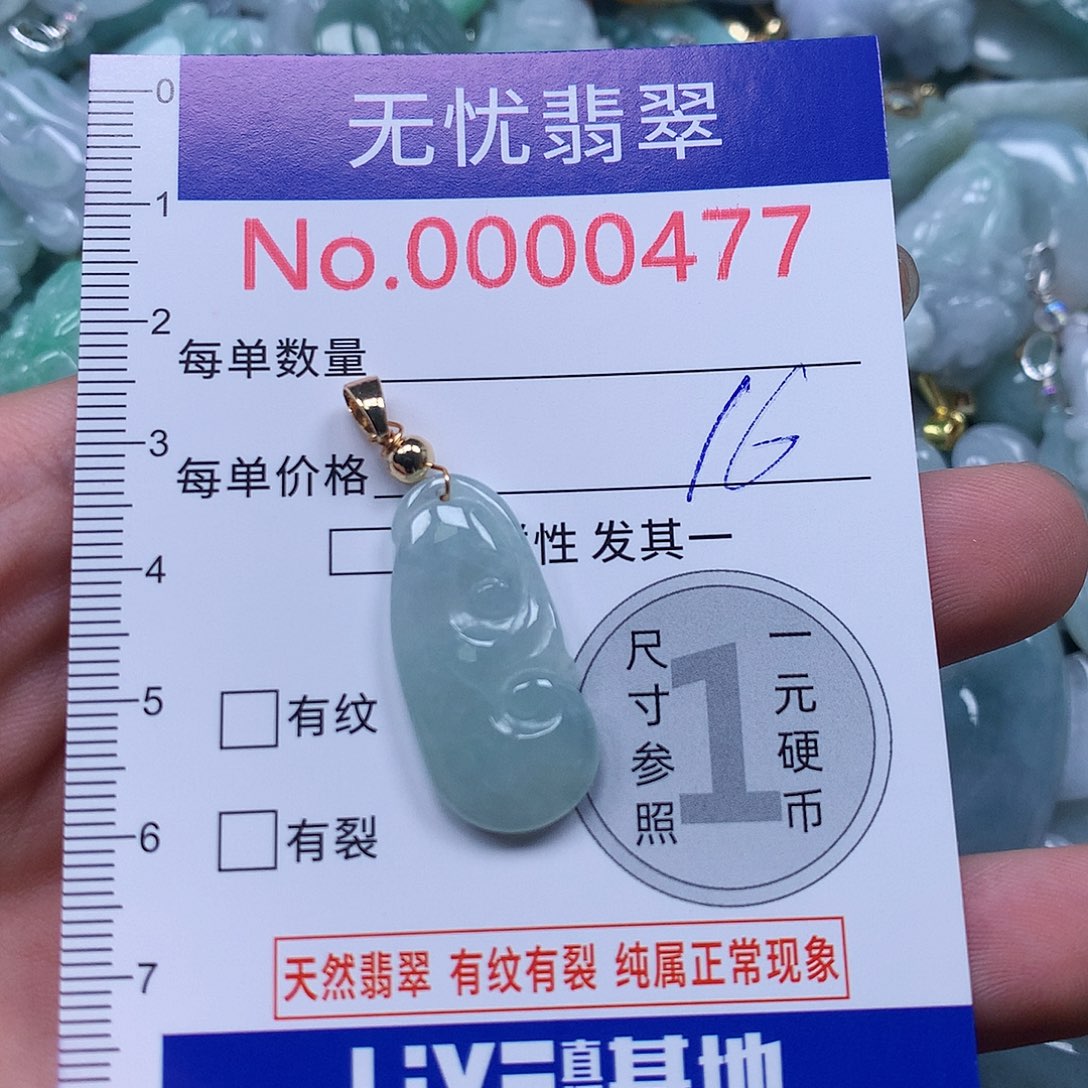 0
无忧翡翠
1
No.0000477
2
每单数量
16
3
每单价格
性 发其一
4
尺寸参照
1
一元硬币
5
有纹
6
有裂
天然翡翠 有纹有裂 纯属正常现象
7
基地